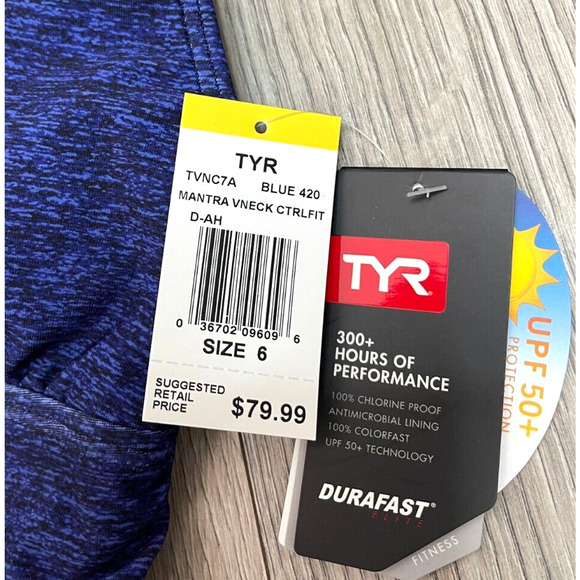 TYR
TVNC7A BLUE 420
MANTRA VNECK CTRLFIT
D-AH
0 36702 09609 6
SIZE 6
SUGGESTED
RETAIL
PRICE
$79.99
TYR
300+
HOURS OF
PERFORMANCE
100% CHLORINE PROOF
ANTIMICROBIAL LINING
100% COLORFAST
UPF 50+ TECHNOLOGY
DURAFAST®
ELITE
FITNESS
UPF 50+
PROTECTION